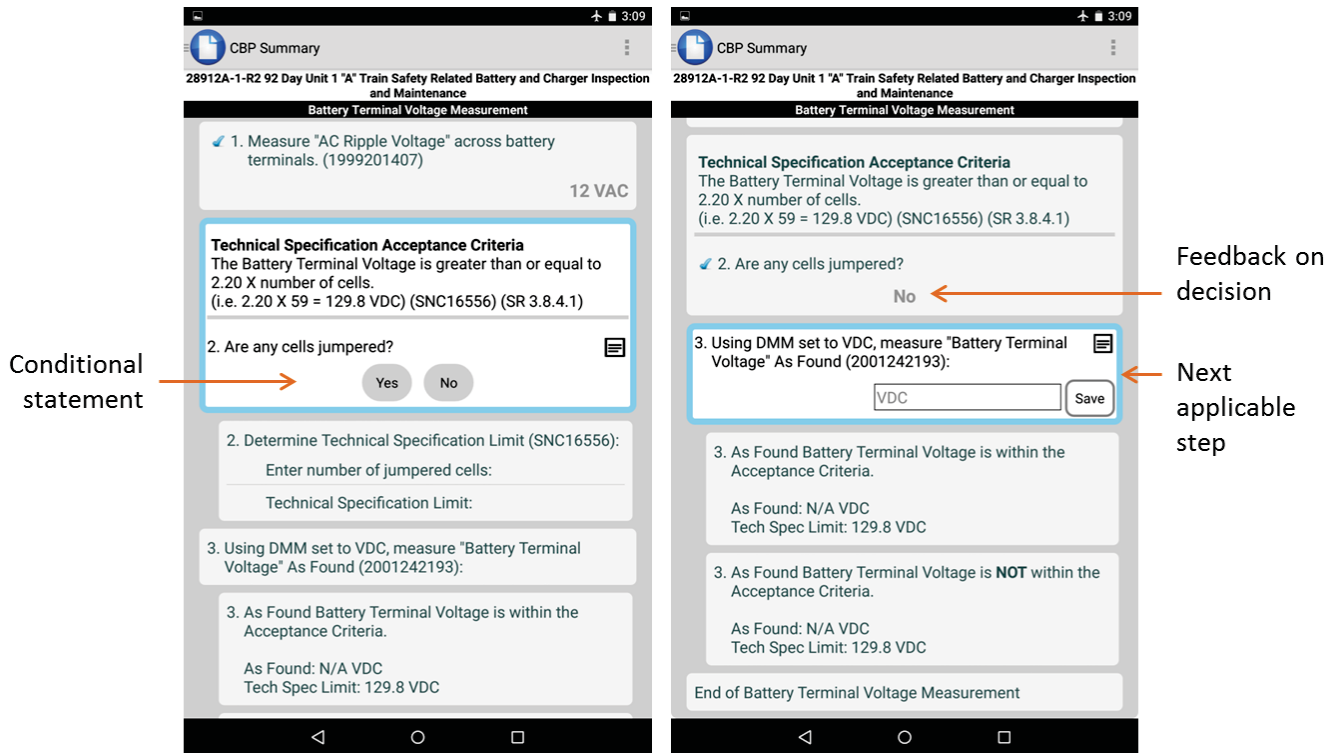 Conditional
statement
3:09
CBP Summary
28912A-1-R2 92 Day Unit 1 "A" Train Safety Related Battery and Charger Inspection
and Maintenance
Battery Terminal Voltage Measurement
1. Measure "AC Ripple Voltage" across battery
terminals. (1999201407)
12 VAC
Technical Specification Acceptance Criteria
The Battery Terminal Voltage is greater than or equal to
2.20 X number of cells.
(i.e. 2.20 X 59 = 129.8 VDC) (SNC16556) (SR 3.8.4.1)
2. Are any cells jumpered?
Yes No
2. Determine Technical Specification Limit (SNC16556):
Enter number of jumpered cells:
Technical Specification Limit:
3. Using DMM set to VDC, measure "Battery Terminal
Voltage" As Found (2001242193):
3. As Found Battery Terminal Voltage is within the
Acceptance Criteria.
As Found: N/A VDC
Tech Spec Limit: 129.8 VDC
3:09
CBP Summary
28912A-1-R2 92 Day Unit 1 "A" Train Safety Related Battery and Charger Inspection
and Maintenance
Battery Terminal Voltage Measurement
Technical Specification Acceptance Criteria
The Battery Terminal Voltage is greater than or equal to
2.20 X number of cells.
(i.e. 2.20 X 59 = 129.8 VDC) (SNC16556) (SR 3.8.4.1)
2. Are any cells jumpered?
No
3. Using DMM set to VDC, measure "Battery Terminal
Voltage" As Found (2001242193):
VDC Save
3. As Found Battery Terminal Voltage is within the
Acceptance Criteria.
As Found: N/A VDC
Tech Spec Limit: 129.8 VDC
3. As Found Battery Terminal Voltage is NOT within the
Acceptance Criteria.
As Found: N/A VDC
Tech Spec Limit: 129.8 VDC
End of Battery Terminal Voltage Measurement
Feedback on
decision
Next
applicable
step